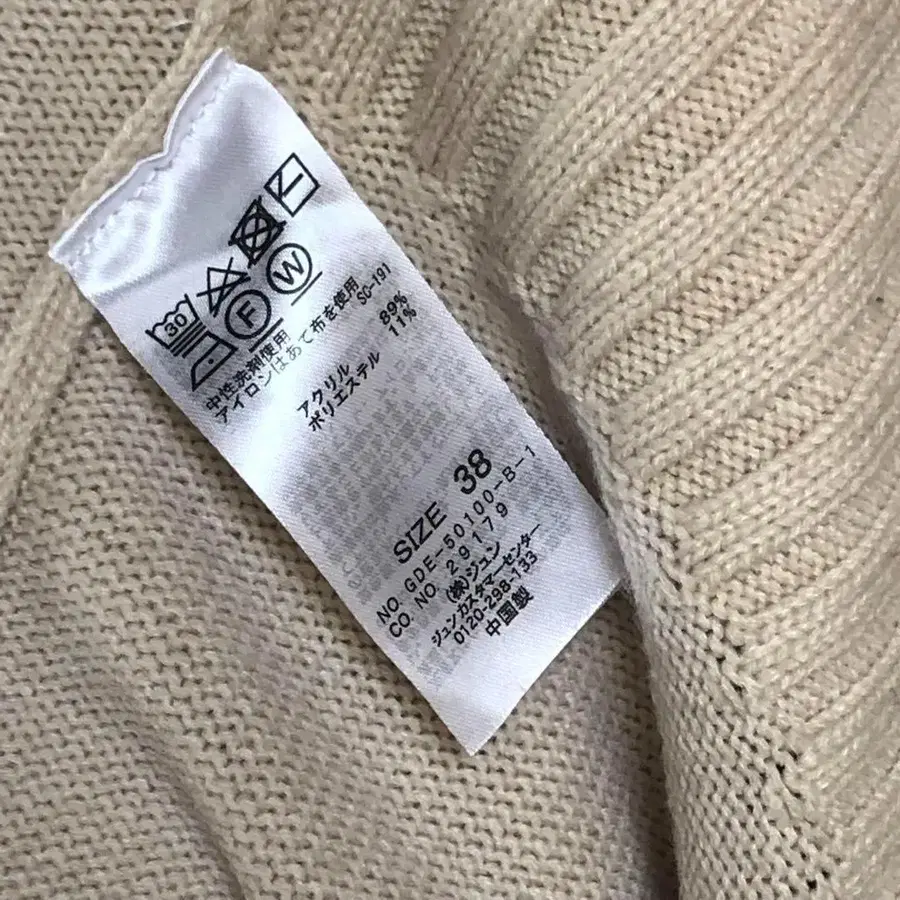 30
F W
中性洗剤使用
アイロンはあて布を使用
SG-191
アクリル 89%
ポリエステル 11%
SIZE 38
NO. GDE-50100-B-1
CO. NO. 29179
(株)ジュン
ジュンカスタマーセンター
0120-298-133
中国製